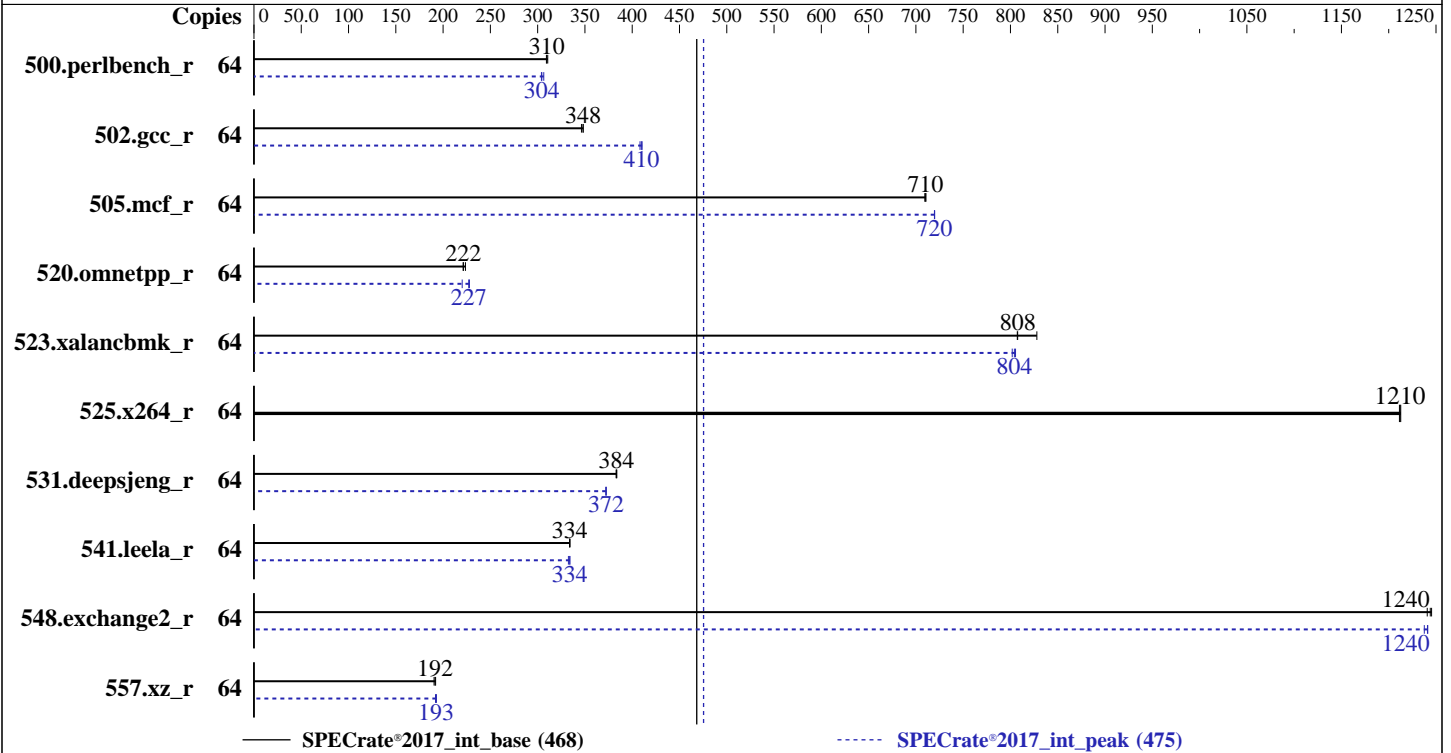 Copies 0 50.0 100 150 200 250 300 350 400 450 500 550 600 650 700 750 800 850 900 950 1050 1150 1250
500.perlbench_r 64 310
304
502.gcc_r 64 348
410
505.mcf_r 64 710
720
520.omnetpp_r 64 222
227
523.xalancbmk_r 64 808
804
525.x264_r 64 1210
531.deepsjeng_r 64 384
372
541.leela_r 64 334
334
548.exchange2_r 64 1240
1240
557.xz_r 64 192
193
SPECrate®2017_int_base (468) SPECrate®2017_int_peak (475)